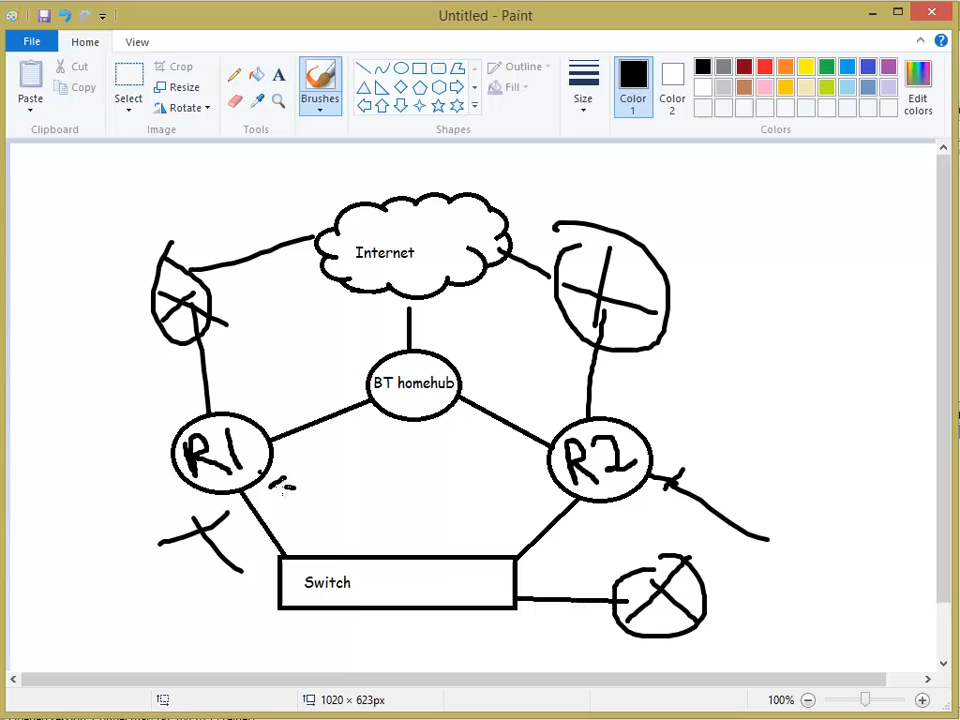 Untitled - Paint
File
Home
View
Paste
Cut
Copy
Clipboard
Select
Crop
Resize
Rotate
Image
A
Tools
Brushes
Outline
Fill
Shapes
Size
Color
1
Color
2
Edit
colors
Colors
Internet
BT homehub
R1
R2
Switch
1020 × 623px
100%